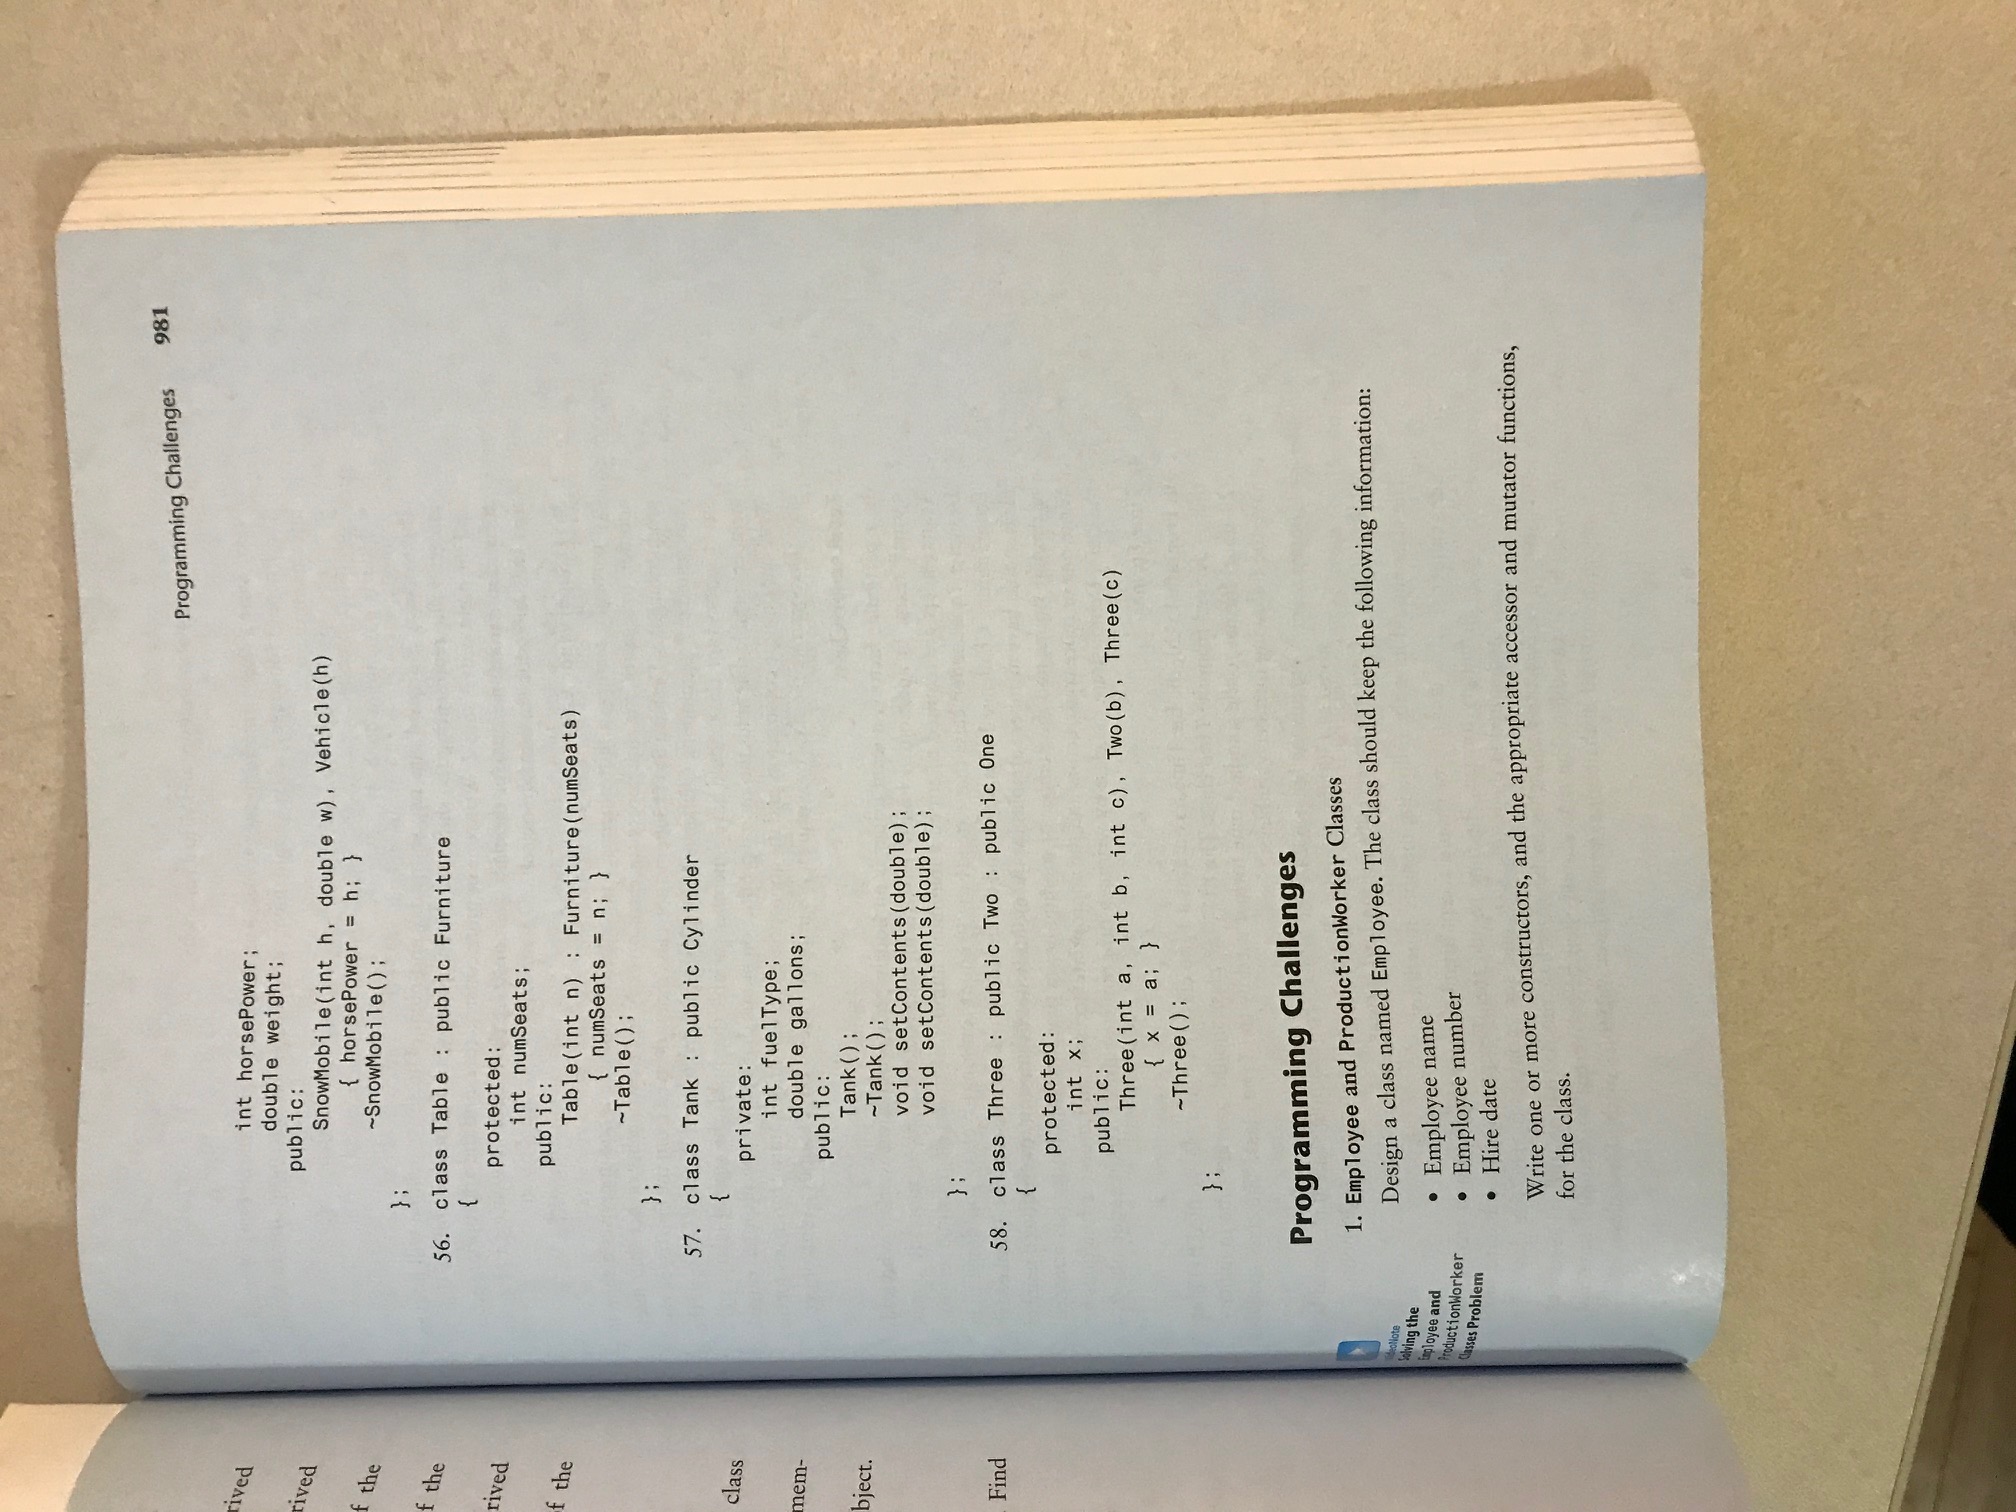 rived
rived
f the
f the
rived
of the
class
mem-
bject.
Find
Programming Challenges 981
int horsePower;
double weight;
public:
SnowMobile(int h, double w), Vehicle(h)
{ horsePower = h; }
~SnowMobile();
};
56. class Table : public Furniture
{
protected:
int numSeats;
public:
Table(int n) : Furniture(numSeats)
{ numSeats = n; }
~Table();
};
57. class Tank : public Cylinder
{
private:
int fuelType;
double gallons;
public:
Tank();
~Tank();
void setContents(double);
void setContents(double);
};
58. class Three : public Two : public One
{
protected:
int x;
public:
Three(int a, int b, int c), Two(b), Three(c)
{ x = a; }
~Three();
};
Programming Challenges
1. Employee and ProductionWorker Classes
Design a class named Employee. The class should keep the following information:
• Employee name
• Employee number
• Hire date
Write one or more constructors, and the appropriate accessor and mutator functions,
for the class.
VideoNote
Solving the
Employee and
ProductionWorker
Classes Problem